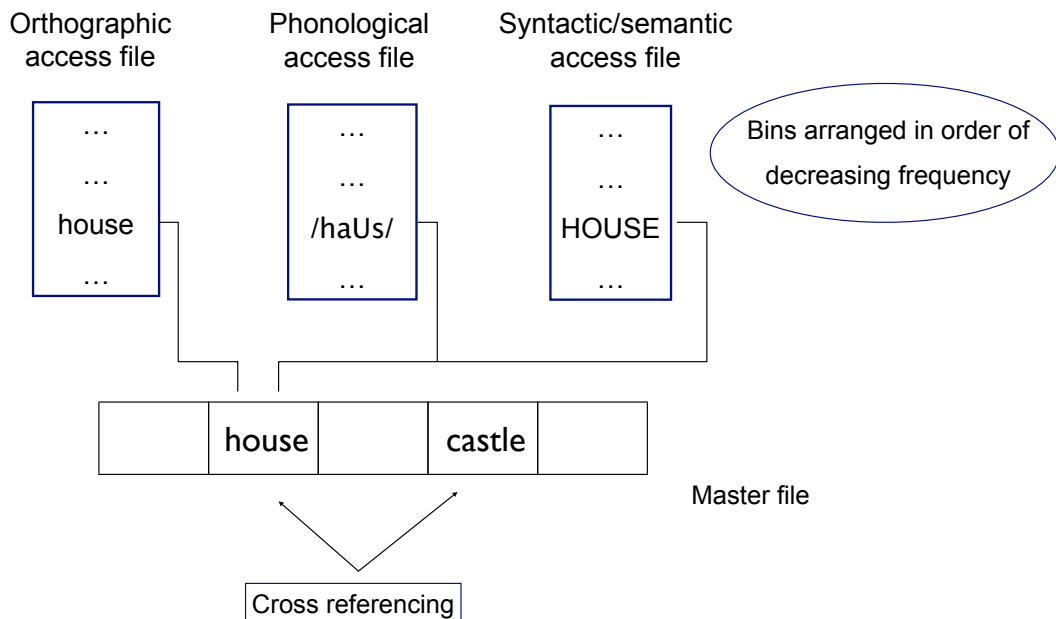 Orthographic
access file
Phonological
access file
Syntactic/semantic
access file
…
…
house
…
…
…
/haUs/
…
…
…
HOUSE
…
Bins arranged in order of
decreasing frequency
house
castle
Master file
Cross referencing